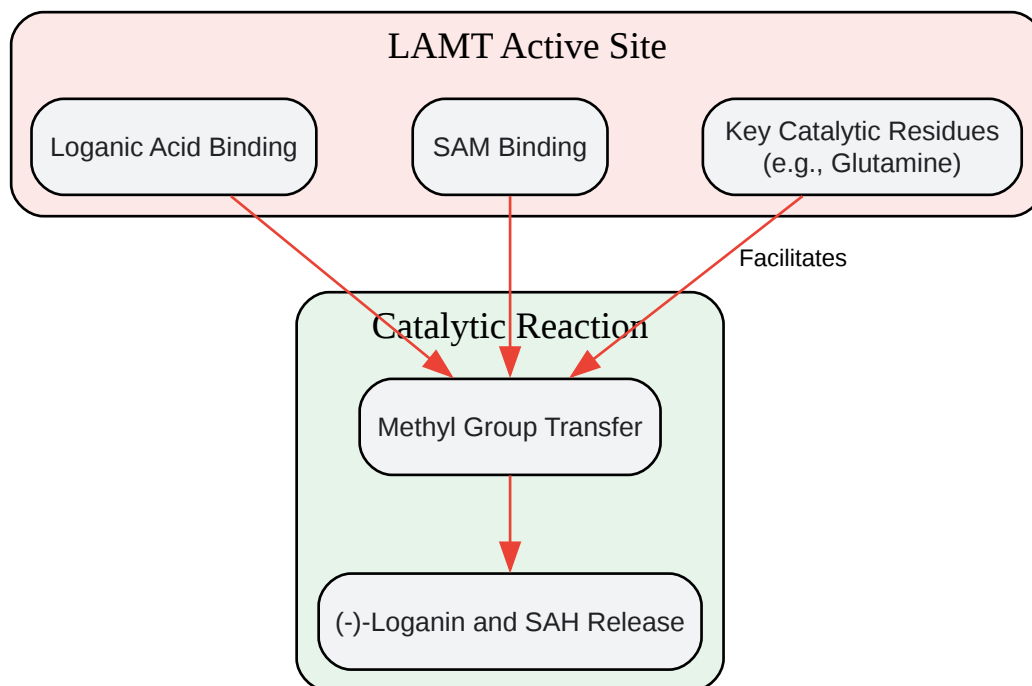 LAMT Active Site
Loganic Acid Binding
SAM Binding
Key Catalytic Residues
(e.g., Glutamine)
Facilitates
Catalytic Reaction
Methyl Group Transfer
(-)-Loganin and SAH Release